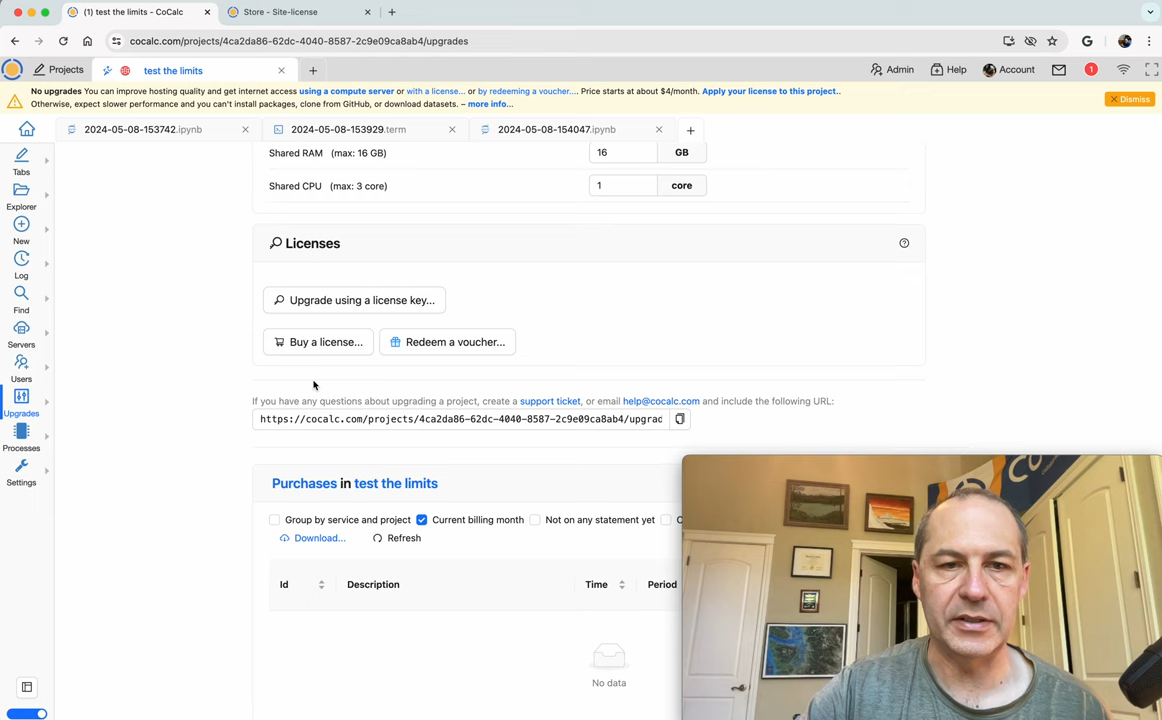 (1) test the limits - CoCalc
Store - Site-license
cocalc.com/projects/4ca2da86-62dc-4040-8587-2c9e09ca8ab4/upgrades
Projects
test the limits
Admin
Help
1
Account
No upgrades You can improve hosting quality and get internet access using a compute server or with a license... or by redeeming a voucher.... Price starts at about $4/month. Apply your license to this project..
Otherwise, expect slower performance and you can't install packages, clone from GitHub, or download datasets. – more info...
Dismiss
2024-05-08-153742.ipynb
2024-05-08-153929.term
2024-05-08-154047.ipynb
Tabs
Explorer
New
Log
Find
Servers
Users
Upgrades
Processes
Settings
Shared RAM (max: 16 GB)
16
GB
Shared CPU (max: 3 core)
1
core
Licenses
Upgrade using a license key...
Buy a license...
Redeem a voucher...
If you have any questions about upgrading a project, create a support ticket, or email help@cocalc.com and include the following URL:
https://cocalc.com/projects/4ca2da86-62dc-4040-8587-2c9e09ca8ab4/upgrad
Purchases in test the limits
Group by service and project
Current billing month
Not on any statement yet
Download...
Refresh
Id
Description
Time
Period
No data